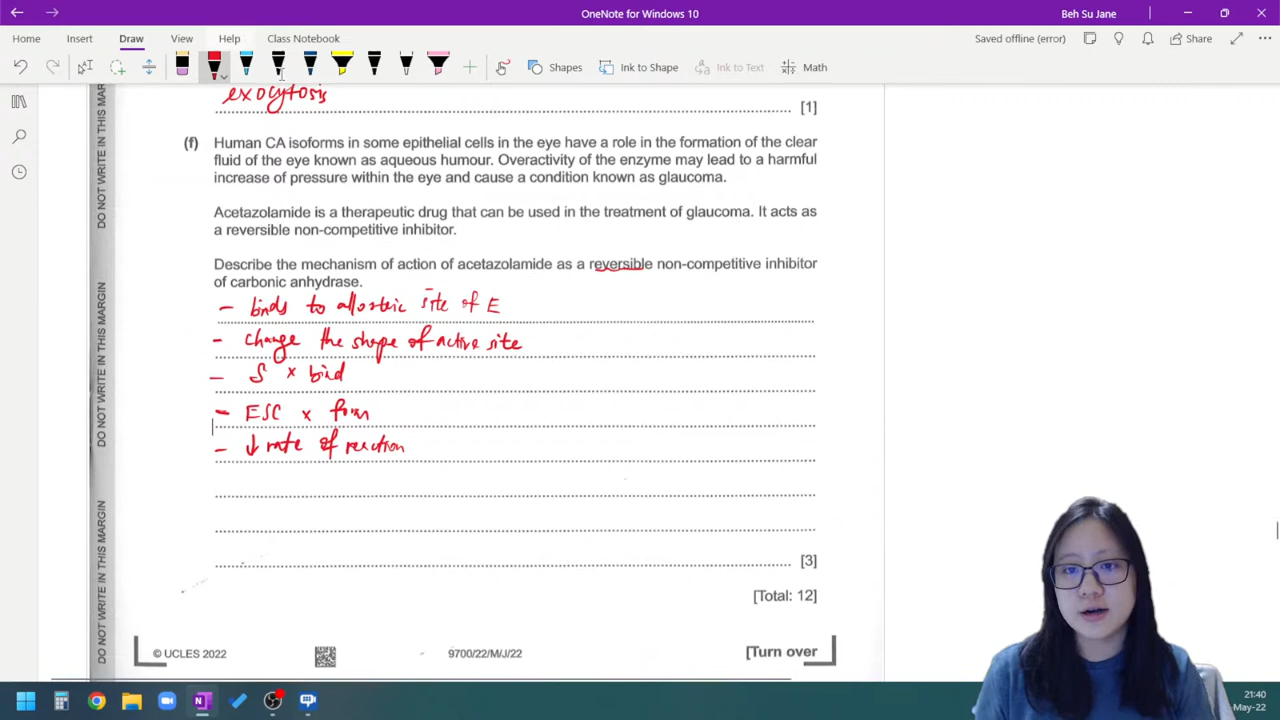 OneNote for Windows 10
Beh Su Jane
Home
Insert
Draw
View
Help
Class Notebook
Saved offline (error)
Share
Shapes
Ink to Shape
Ink to Text
Math
exocytosis
[1]
(f) Human CA isoforms in some epithelial cells in the eye have a role in the formation of the clear
fluid of the eye known as aqueous humour. Overactivity of the enzyme may lead to a harmful
increase of pressure within the eye and cause a condition known as glaucoma.
Acetazolamide is a therapeutic drug that can be used in the treatment of glaucoma. It acts as
a reversible non-competitive inhibitor.
Describe the mechanism of action of acetazolamide as a reversible non-competitive inhibitor
of carbonic anhydrase.
- binds to allosteric site of E
- change the shape of active site
- S × bind
- ESC × form
- ↓ rate of reaction
[3]
[Total: 12]
© UCLES 2022
9700/22/M/J/22
[Turn over
DO NOT WRITE IN THIS MAR
DO NOT WRITE IN THIS MARGIN
DO NOT WRITE IN THIS MARGIN
21:40
May-22